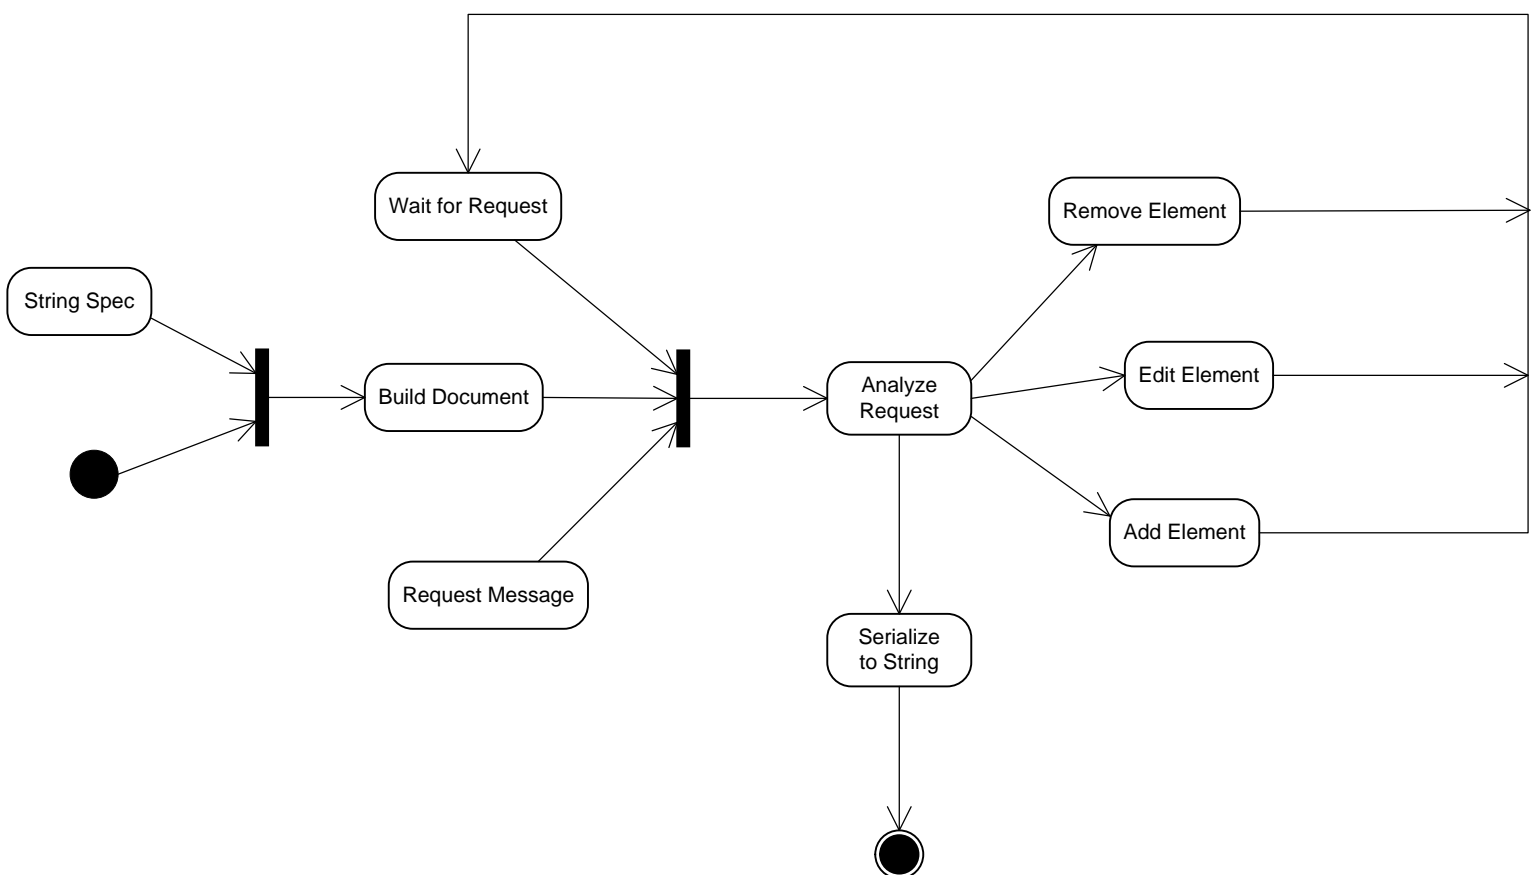 Wait for Request
Remove Element
String Spec
Build Document
Analyze
Request
Edit Element
Add Element
Request Message
Serialize
to String